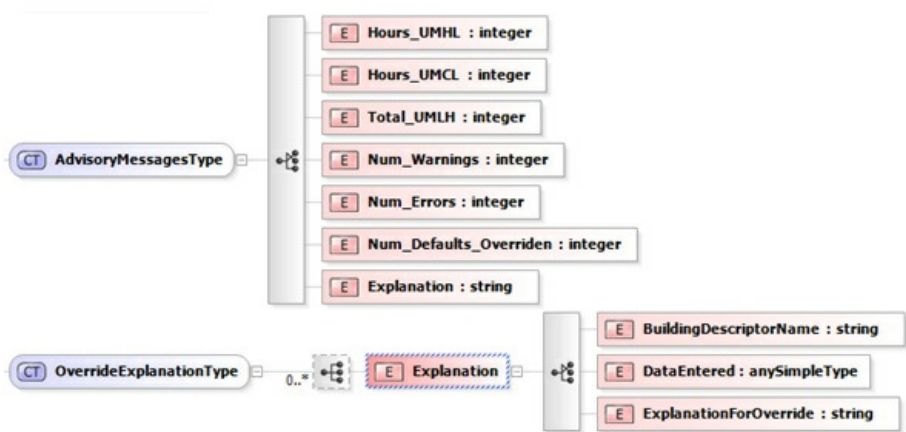 E Hours_UMHL : integer
E Hours_UMCL : integer
E Total_UMLH : integer
CT AdvisoryMessagesType
E Num_Warnings : integer
E Num_Errors : integer
E Num_Defaults_Overriden : integer
E Explanation : string
E BuildingDescriptorName : string
CT OverrideExplanationType 0..* E Explanation E DataEntered : anySimpleType
E ExplanationForOverride : string